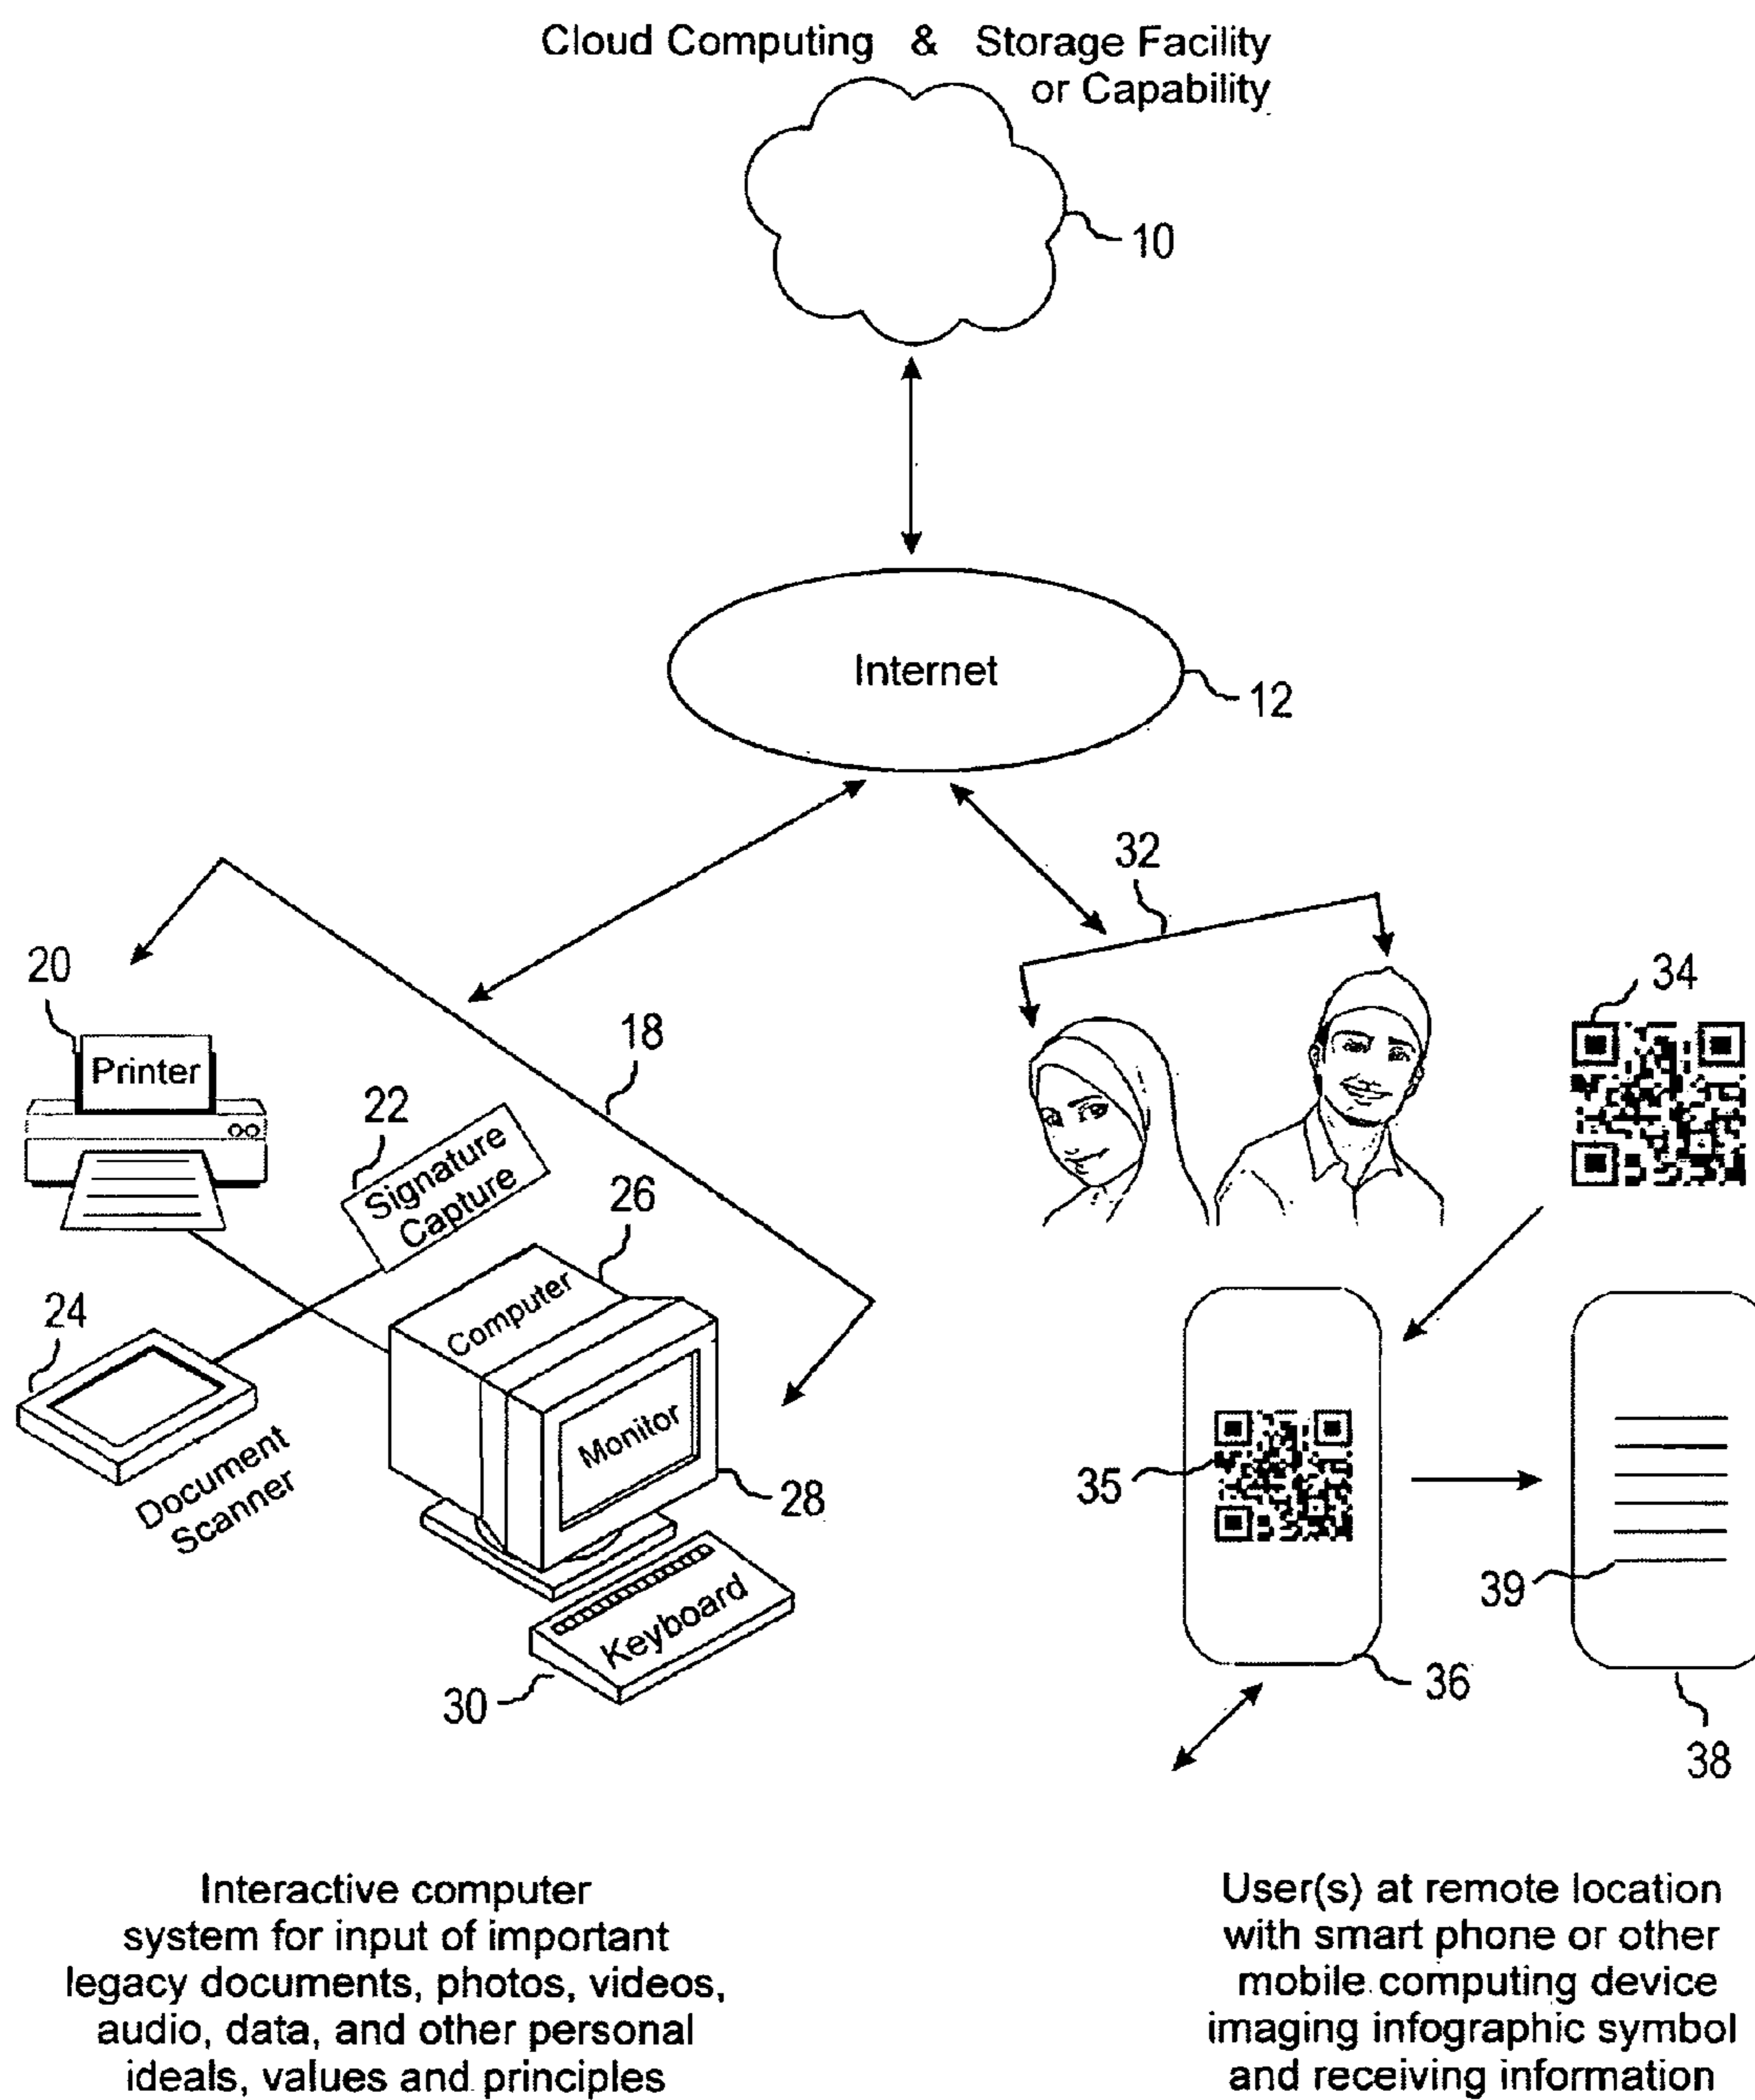 Cloud Computing & Storage Facility
or Capability
10
Internet
12
32
20
34
18
Printer
22
Signature
Capture
26
24
Computer
Monitor
Document
Scanner
35
28
39
Keyboard
30
36
38
Interactive computer
system for input of important
legacy documents, photos, videos,
audio, data, and other personal
ideals, values and principles
User(s) at remote location
with smart phone or other
mobile computing device
imaging infographic symbol
and receiving information